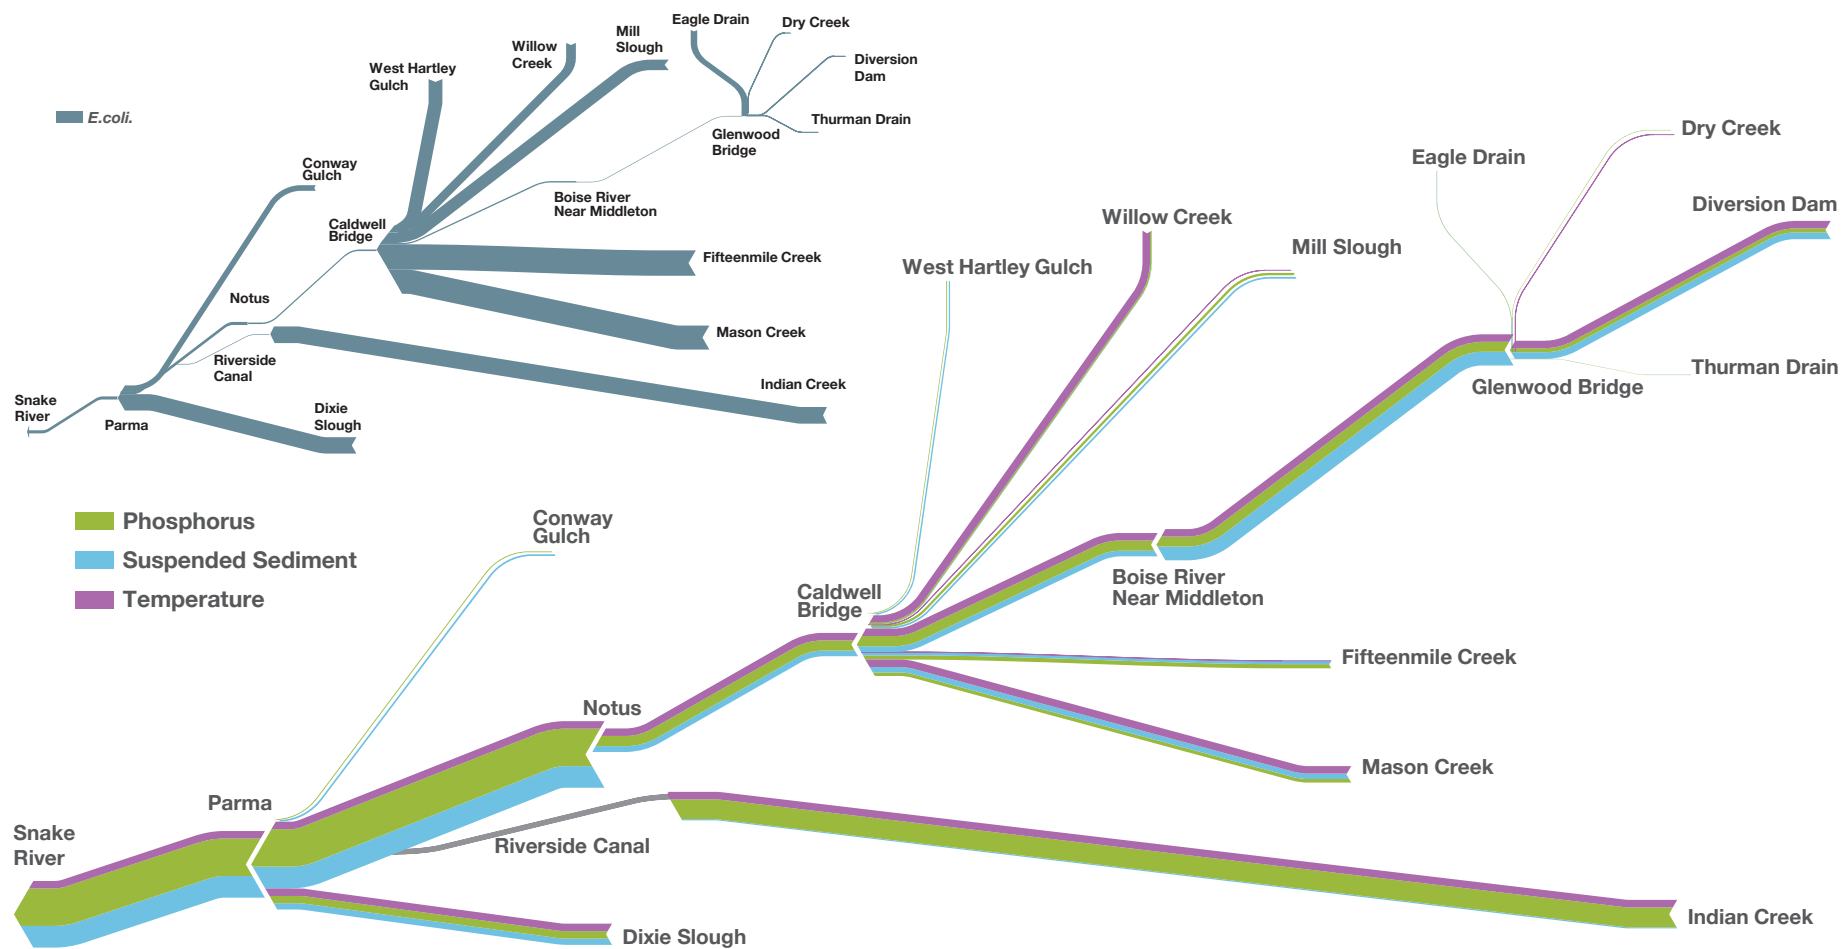 Eagle Drain
Dry Creek
Mill
Slough
Willow
Creek
Diversion
Dam
West Hartley
Gulch
E.coli.
Thurman Drain
Glenwood
Bridge
Conway
Gulch
Boise River
Near Middleton
Caldwell
Bridge
Fifteenmile Creek
Notus
Mason Creek
Riverside
Canal
Indian Creek
Snake
River
Dixie
Slough
Parma
Dry Creek
Eagle Drain
Diversion Dam
Willow Creek
Mill Slough
West Hartley Gulch
Thurman Drain
Glenwood Bridge
Phosphorus
Suspended Sediment
Temperature
Conway
Gulch
Boise River
Near Middleton
Caldwell
Bridge
Fifteenmile Creek
Notus
Mason Creek
Parma
Snake
River
Riverside Canal
Indian Creek
Dixie Slough